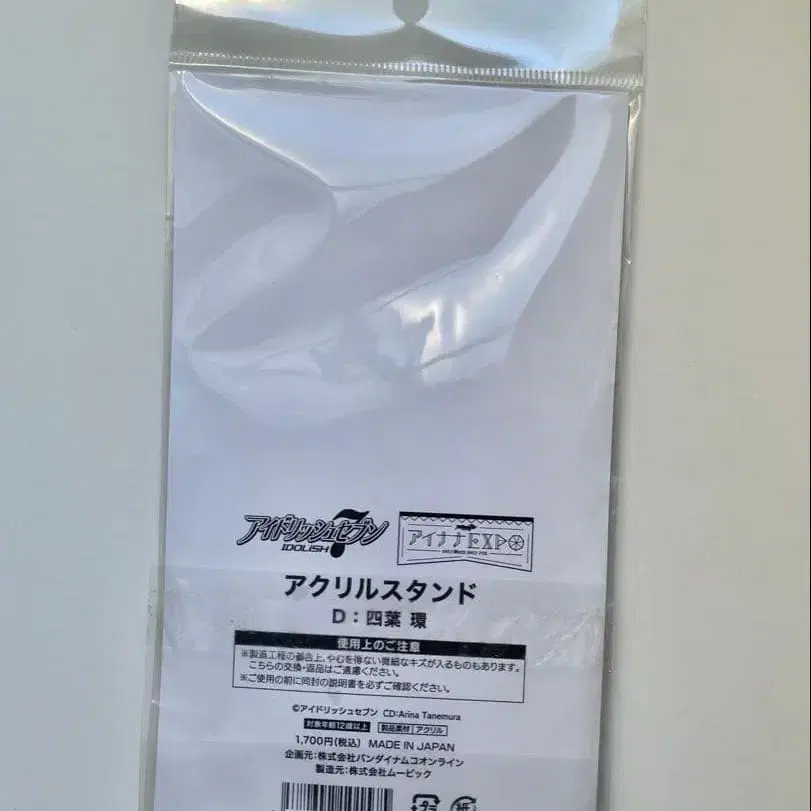 アイドリッシュセブン 7
IDOLiSH
アイナナEXPO
アクリルスタンド
D：四葉 環
使用上のご注意
※製造工程の都合上、やむを得ない微細なキズが入るものもあります。
こちらの交換・返品はご遠慮ください。
※ご使用の前に同封の説明書を必ずご確認ください。
©アイドリッシュセブン CD:Arina Tanemura
対象年齢12歳以上 製品素材 アクリル
1,700円(税込) MADE IN JAPAN
企画元：株式会社バンダイナムコオンライン
製造元：株式会社ムービック
紙